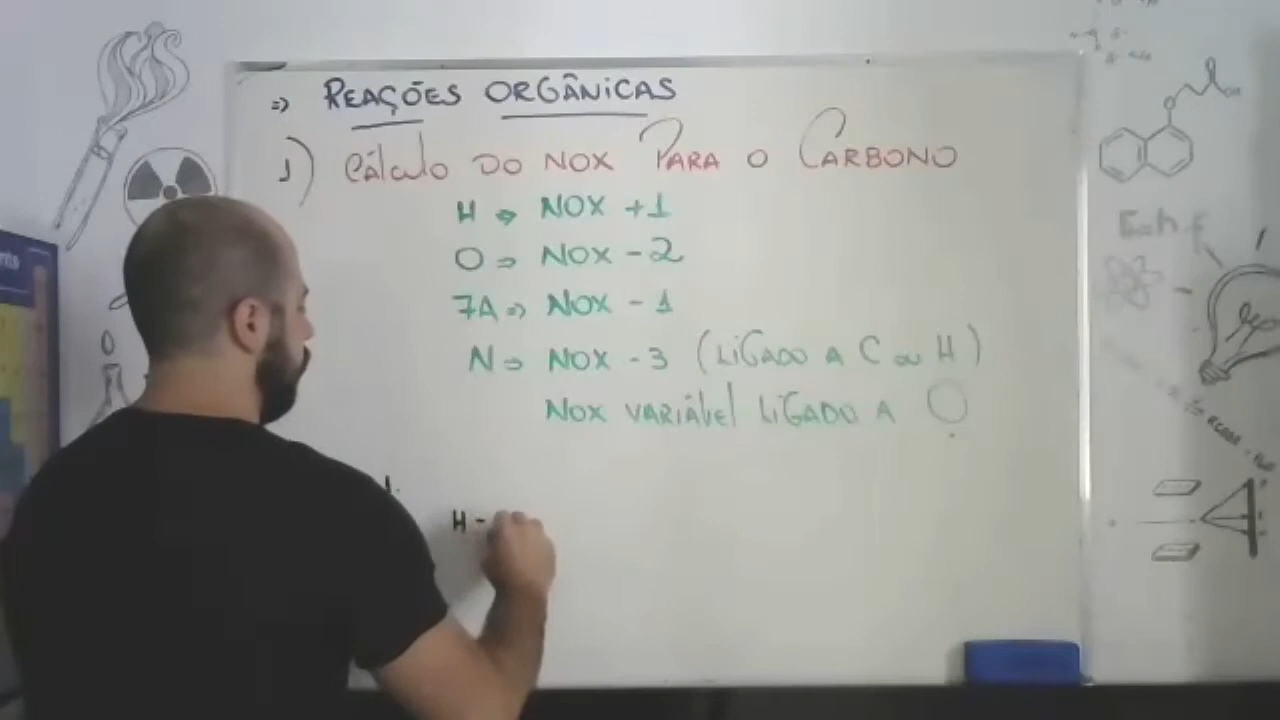 ⇒ REAÇÕES ORGÂNICAS
1) CÁLCULO DO NOX PARA O CARBONO
H ⇒ NOX +1
O ⇒ NOX -2
7A ⇒ NOX - 1
N ⇒ NOX - 3 (LIGADO A C OU H)
NOX VARIÁVEL LIGADO A O
H -